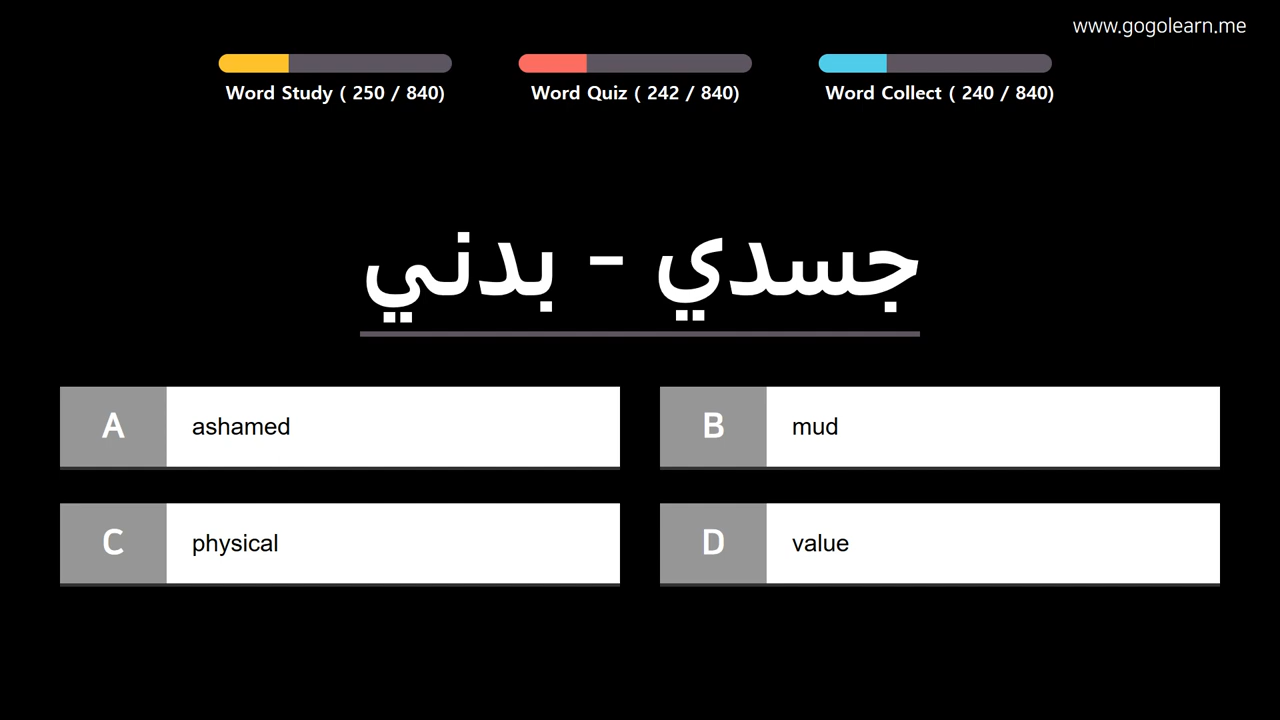 www.gogolearn.me
Word Study ( 250 / 840)
Word Quiz ( 242 / 840)
Word Collect ( 240 / 840)
جسدي - بدني
A ashamed
B mud
C physical
D value